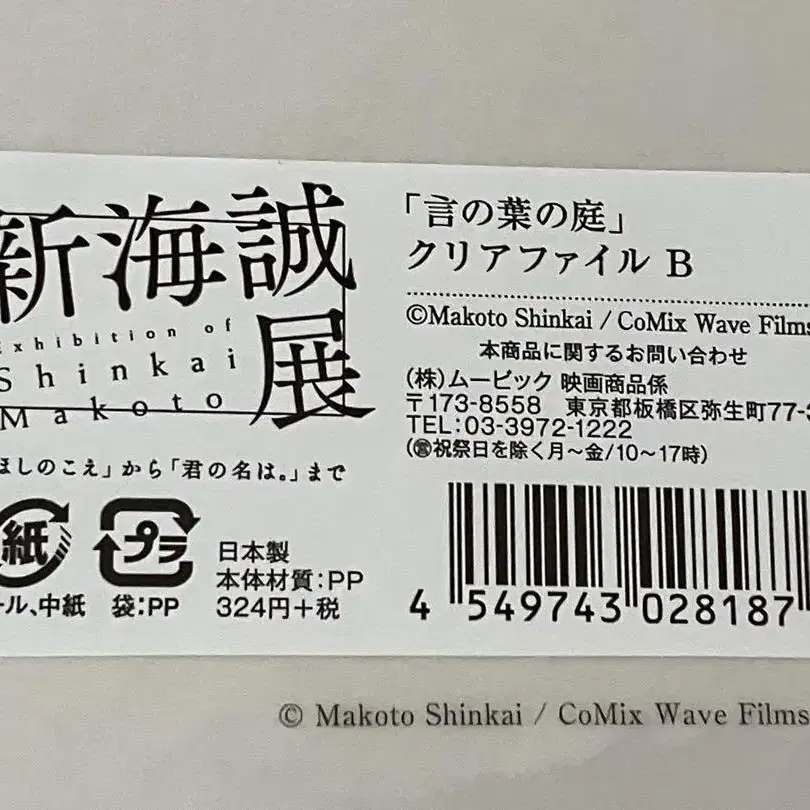 新海誠展
Exhibition of
Shinkai
Makoto
ほしのこえ」から「君の名は。」まで
紙
プラ
ール、中紙 袋:PP
日本製
本体材質:PP
324円+税
「言の葉の庭」
クリアファイル B
©Makoto Shinkai / CoMix Wave Films
本商品に関するお問い合わせ
(株)ムービック 映画商品係
〒173-8558 東京都板橋区弥生町77-3
TEL:03-3972-1222
(㊩祝祭日を除く月~金/10~17時)
4 549743 028187
© Makoto Shinkai / CoMix Wave Films